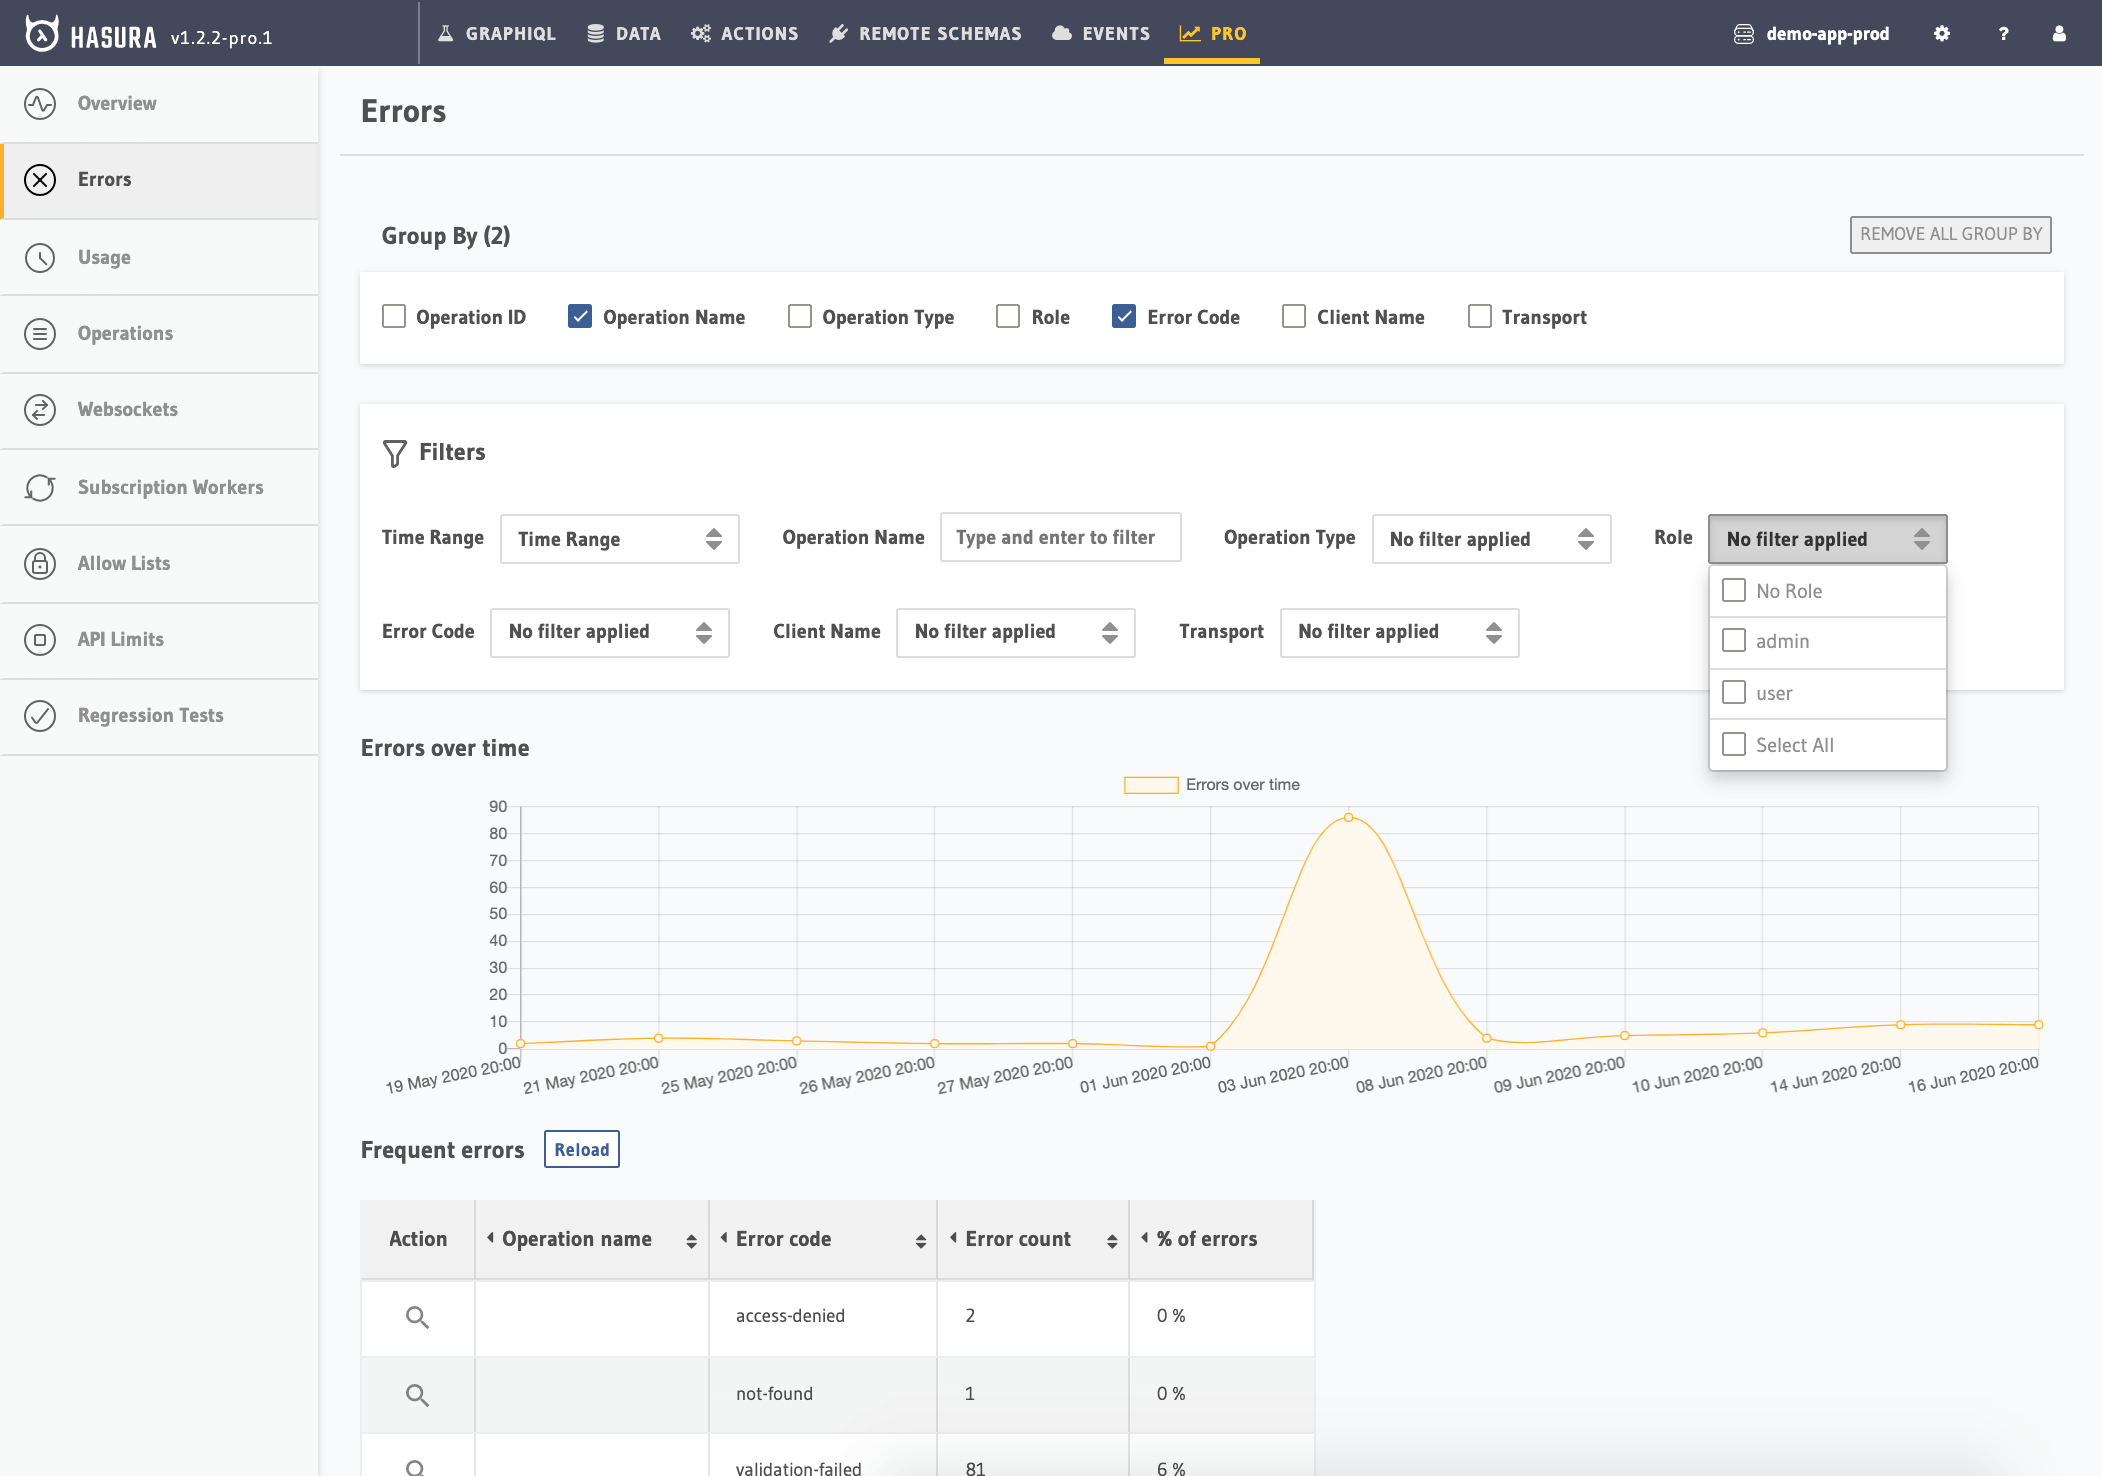 HASURA v1.2.2-pro.1 GRAPHIQL DATA ACTIONS REMOTE SCHEMAS EVENTS PRO demo-app-prod ?
Overview
Errors
Usage
Operations
Websockets
Subscription Workers
Allow Lists
API Limits
Regression Tests
Errors
Group By (2) REMOVE ALL GROUP BY
Operation ID Operation Name Operation Type Role Error Code Client Name Transport
Filters
Time Range Time Range Operation Name Type and enter to filter Operation Type No filter applied Role No filter applied
No Role
admin
user
Select All
Error Code No filter applied Client Name No filter applied Transport No filter applied
Errors over time
Errors over time
90
80
70
60
50
40
30
20
10
0
19 May 2020 20:00 21 May 2020 20:00 25 May 2020 20:00 26 May 2020 20:00 27 May 2020 20:00 01 Jun 2020 20:00 03 Jun 2020 20:00 08 Jun 2020 20:00 09 Jun 2020 20:00 10 Jun 2020 20:00 14 Jun 2020 20:00 16 Jun 2020 20:00
Frequent errors Reload
Action Operation name Error code Error count % of errors
access-denied 2 0 %
not-found 1 0 %
validation-failed 81 6 %